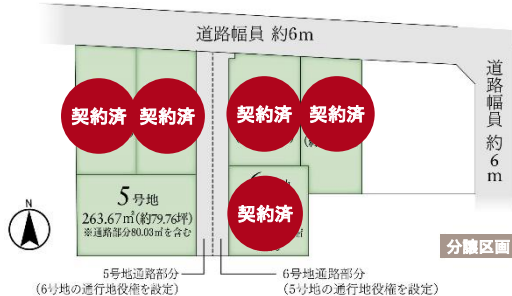 道路幅員 約6m
契約済
契約済
契約済
契約済
道路幅員 約6m
5号地
263.67㎡(約79.76坪)
※通路部分80.03㎡を含む
契約済
N
分譲区画
5号地通路部分
(6号地の通行地役権を設定)
6号地通路部分
(5号地の通行地役権を設定)